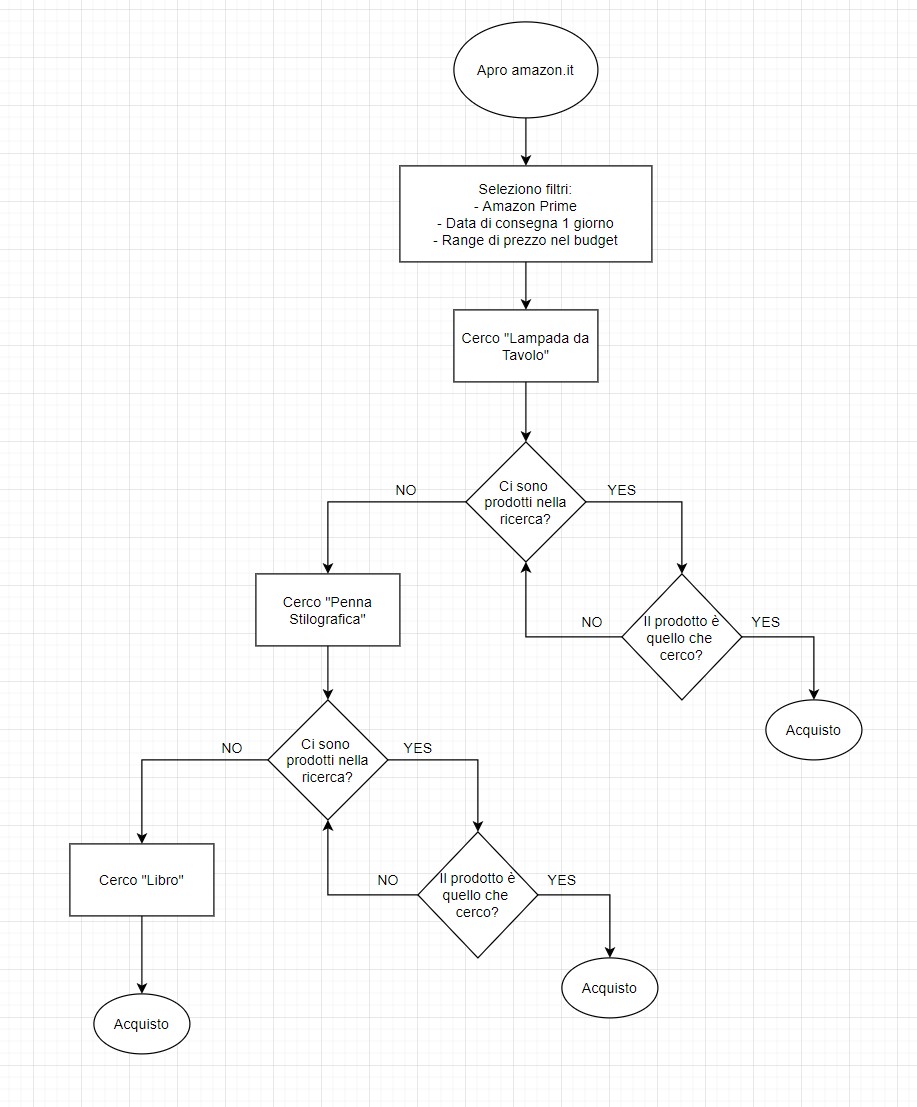 Apro amazon.it
Seleziono filtri:
- Amazon Prime
- Data di consegna 1 giorno
- Range di prezzo nel budget
Cerco "Lampada da
Tavolo"
Ci sono
prodotti nella
ricerca?
NO
YES
Cerco "Penna
Stilografica"
Il prodotto è
quello che
cerco?
NO
YES
Acquisto
Ci sono
prodotti nella
ricerca?
NO
YES
Cerco "Libro"
Il prodotto è
quello che
cerco?
NO
YES
Acquisto
Acquisto